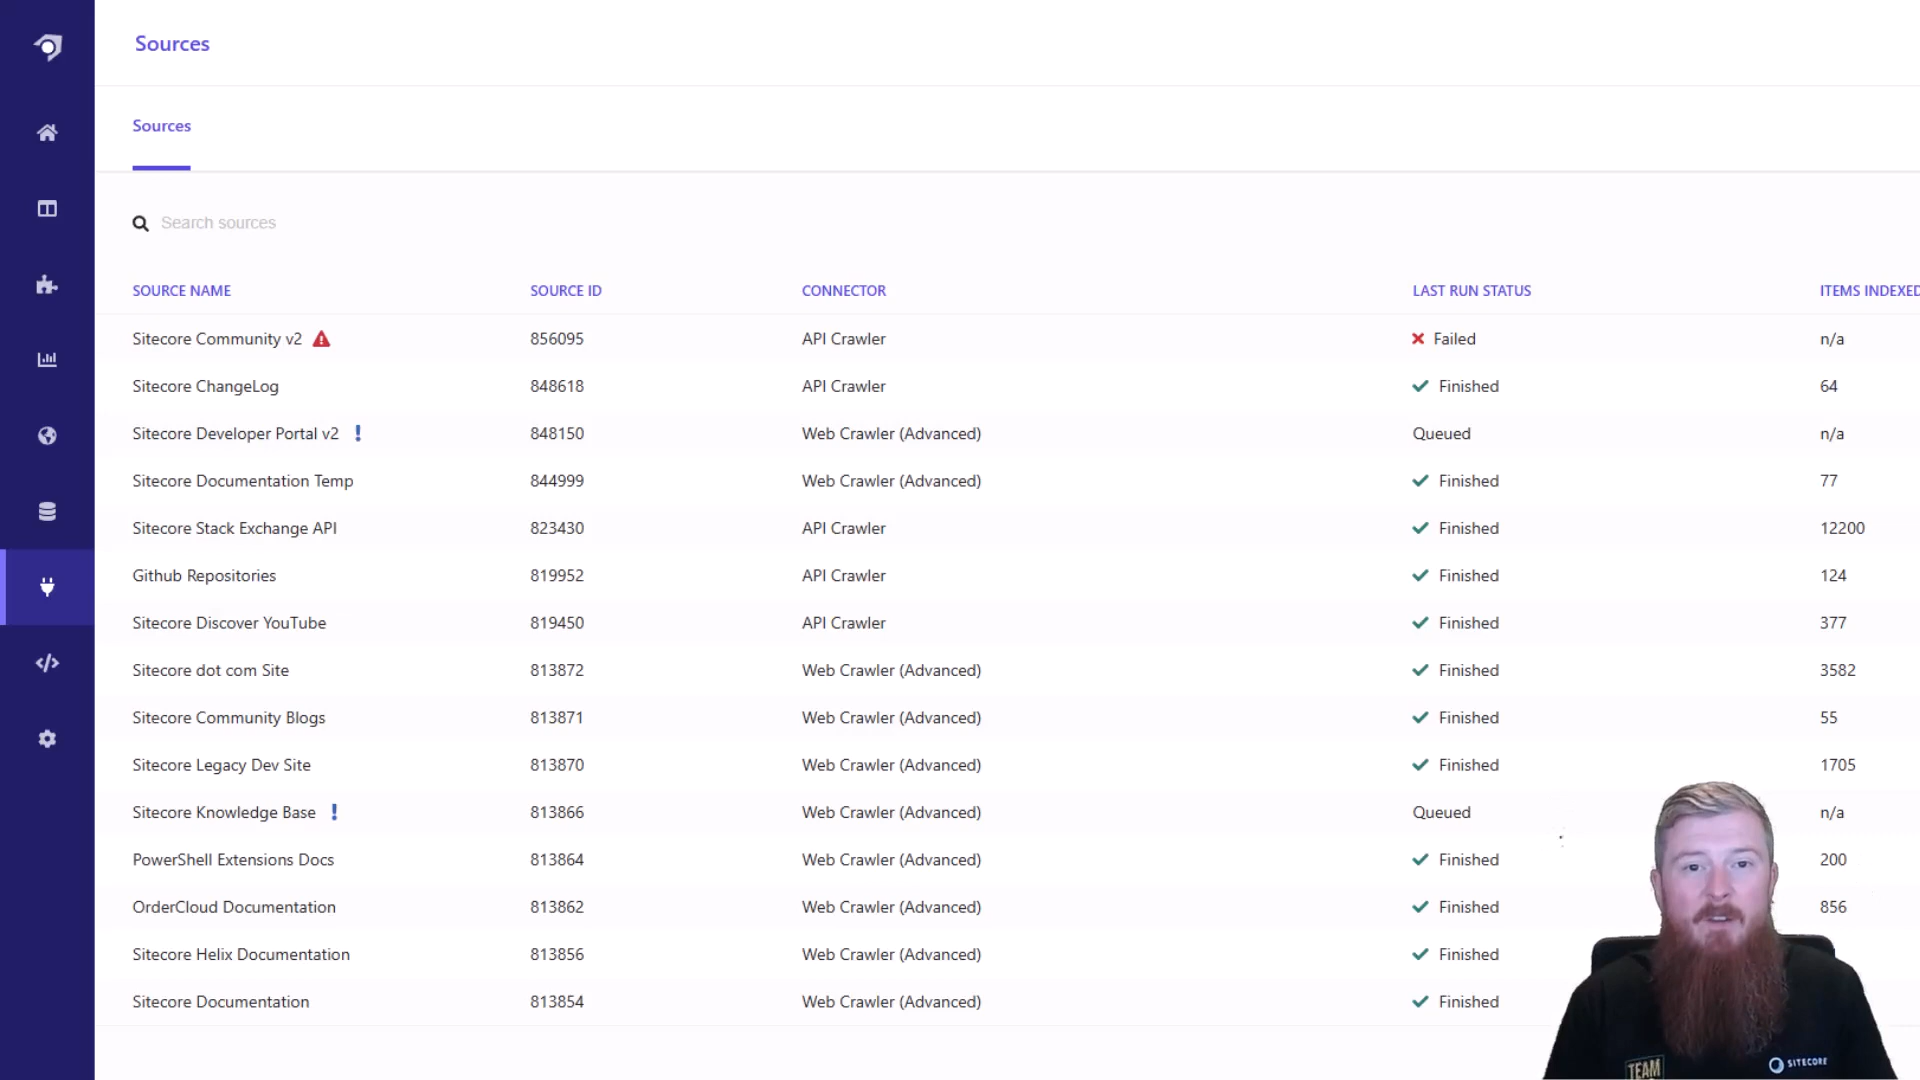 Sources
Sources
Search sources
SOURCE NAME SOURCE ID CONNECTOR LAST RUN STATUS ITEMS INDEXED
Sitecore Community v2 856095 API Crawler Failed n/a
Sitecore ChangeLog 848618 API Crawler Finished 64
Sitecore Developer Portal v2 848150 Web Crawler (Advanced) Queued n/a
Sitecore Documentation Temp 844999 Web Crawler (Advanced) Finished 77
Sitecore Stack Exchange API 823430 API Crawler Finished 12200
Github Repositories 819952 API Crawler Finished 124
Sitecore Discover YouTube 819450 API Crawler Finished 377
Sitecore dot com Site 813872 Web Crawler (Advanced) Finished 3582
Sitecore Community Blogs 813871 Web Crawler (Advanced) Finished 55
Sitecore Legacy Dev Site 813870 Web Crawler (Advanced) Finished 1705
Sitecore Knowledge Base 813866 Web Crawler (Advanced) Queued n/a
PowerShell Extensions Docs 813864 Web Crawler (Advanced) Finished 200
OrderCloud Documentation 813862 Web Crawler (Advanced) Finished 856
Sitecore Helix Documentation 813856 Web Crawler (Advanced) Finished
Sitecore Documentation 813854 Web Crawler (Advanced) Finished
SITECORE
TEAM